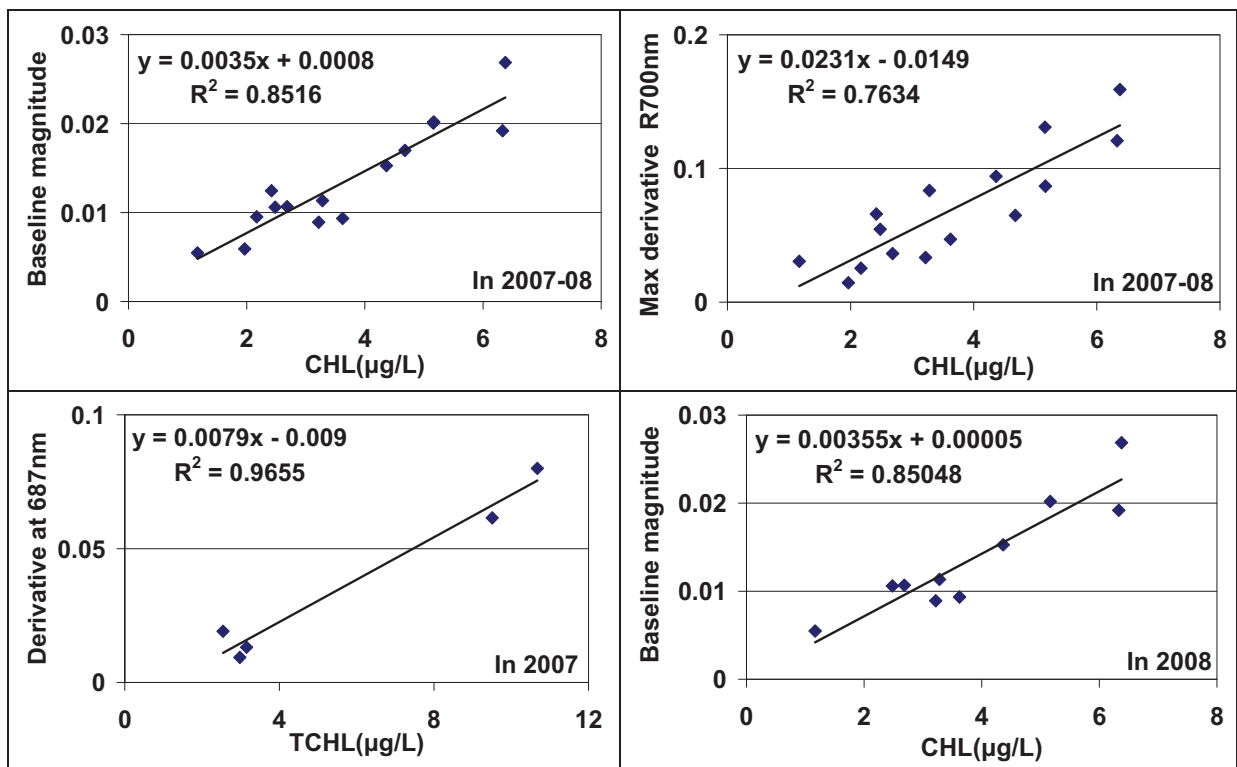 Baseline magnitude
0.03
0.02
0.01
0
y = 0.0035x + 0.0008
R² = 0.8516
In 2007-08
0 2 4 6 8
CHL(µg/L)
Max derivative R700nm
0.2
0.1
0
y = 0.0231x - 0.0149
R² = 0.7634
In 2007-08
0 2 4 6 8
CHL(µg/L)
Derivative at 687nm
0.1
0.05
0
y = 0.0079x - 0.009
R² = 0.9655
In 2007
0 4 8 12
TCHL(µg/L)
Baseline magnitude
0.03
0.02
0.01
0
y = 0.00355x + 0.00005
R² = 0.85048
In 2008
0 2 4 6 8
CHL(µg/L)